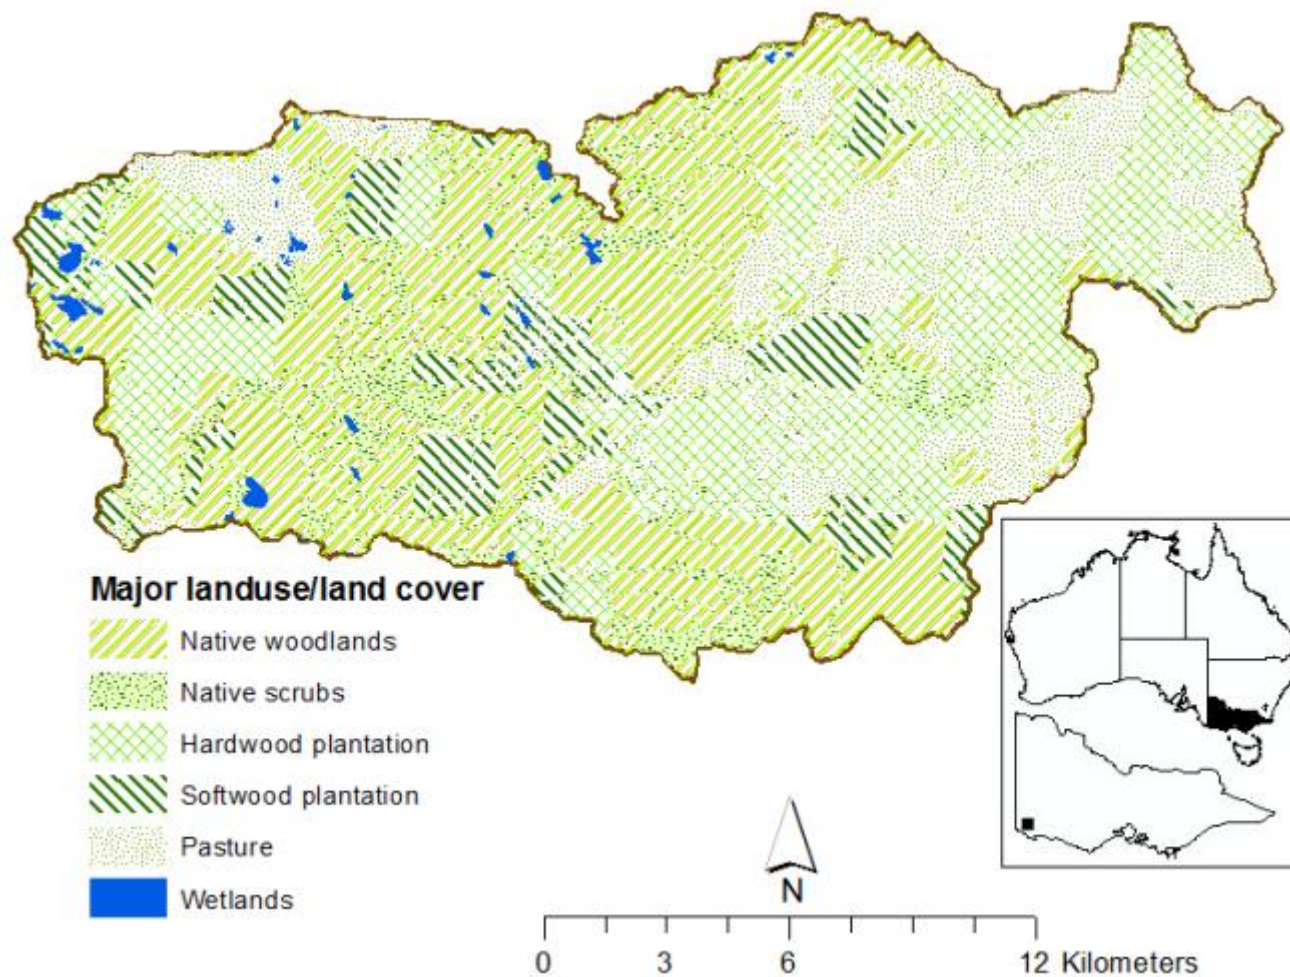 Major landuse/land cover
Native woodlands
Native scrubs
Hardwood plantation
Softwood plantation
Pasture
Wetlands
N
0 3 6 12 Kilometers